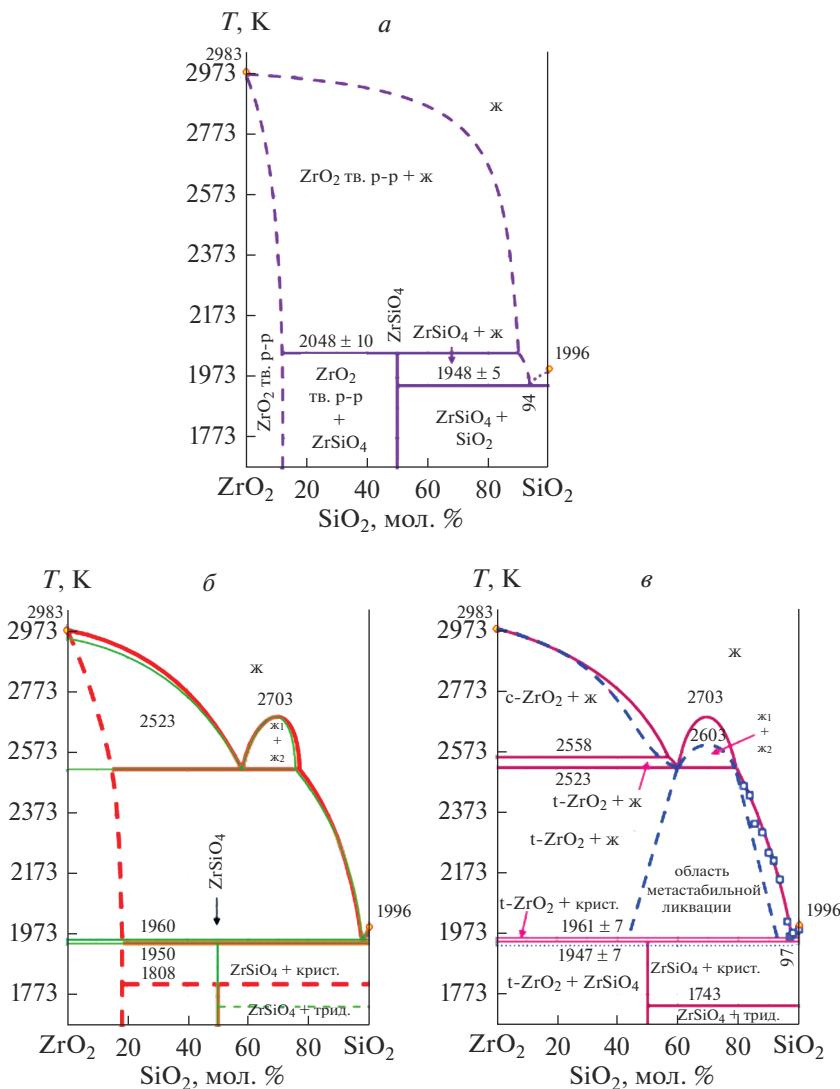 T, K
а
2983
2973
ж
2773
ZrO2 тв. р-р + ж
2573
2373
2173
ZrSiO4
2048 ± 10
ZrSiO4 + ж
1996
1973
1948 ± 5
ZrO2 тв. р-р
ZrO2
тв. р-р
+
ZrSiO4
94
ZrSiO4 +
SiO2
1773
ZrO2 20 40 60 80 SiO2
SiO2, мол. %
T, K
б
2983
2973
ж
2773
2703
2523
ж1
+
ж2
2573
2373
2173
ZrSiO4
1996
1973
1960
1950
1808
ZrSiO4 + крист.
1773
ZrSiO4 + трид.
ZrO2 20 40 60 80 SiO2
SiO2, мол. %
T, K
в
2983
2973
ж
2773
c-ZrO2 + ж
2703
ж1
+
ж2
2603
2573
2558
2523
t-ZrO2 + ж
2373
t-ZrO2 + ж
2173
область
метастабильной
ликвации
t-ZrO2 + крист.
1996
1973
1961 ± 7
1947 ± 7
97
t-ZrO2 + ZrSiO4
ZrSiO4 + крист.
1773
1743
ZrSiO4 + трид.
ZrO2 20 40 60 80 SiO2
SiO2, мол. %